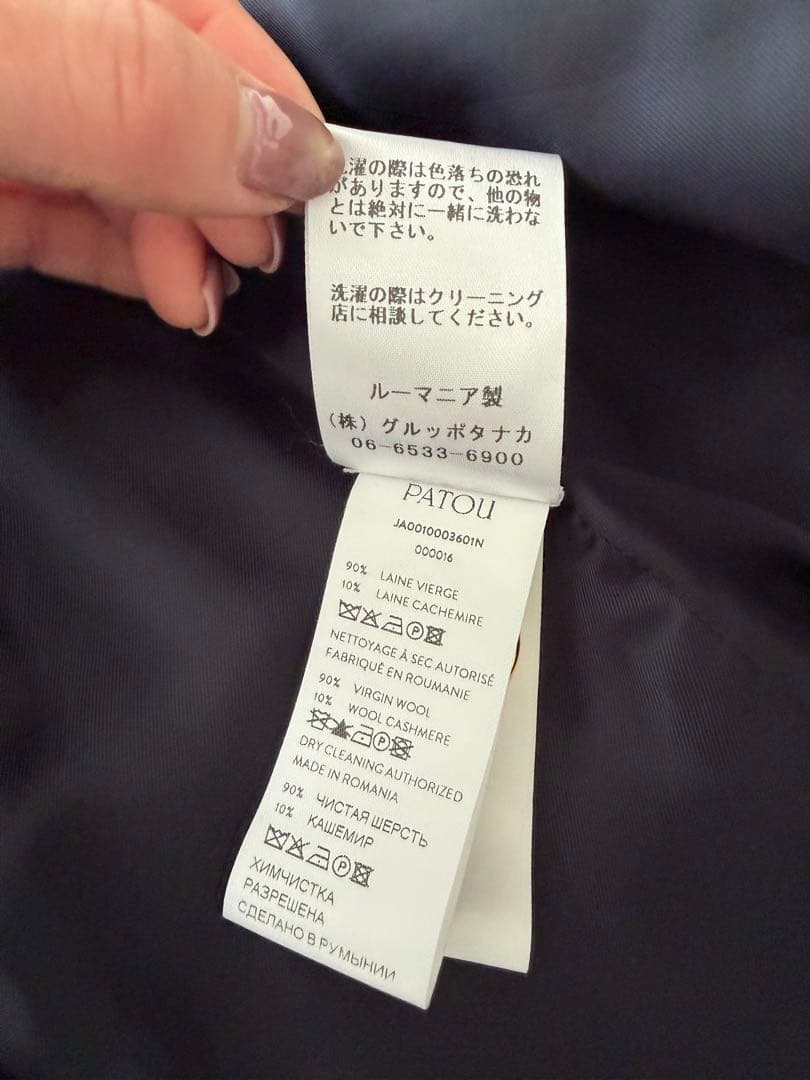 濯の際は色落ちの恐れ
がありますので、他の物
とは絶対に一緒に洗わな
いで下さい。
洗濯の際はクリーニング
店に相談してください。
ルーマニア製
(株)グルッポタナカ
06-6533-6900
PATOU
JA0010003601N
000016
90% LAINE VIERGE
10% LAINE CACHEMIRE
NETTOYAGE À SEC AUTORISÉ
FABRIQUÉ EN ROUMANIE
90% VIRGIN WOOL
10% WOOL CASHMERE
DRY CLEANING AUTHORIZED
MADE IN ROMANIA
90% ЧИСТАЯ ШЕРСТЬ
10% КАШЕМИР
ХИМЧИСТКА
РАЗРЕШЕНА
СДЕЛАНО В РУМЫНИИ